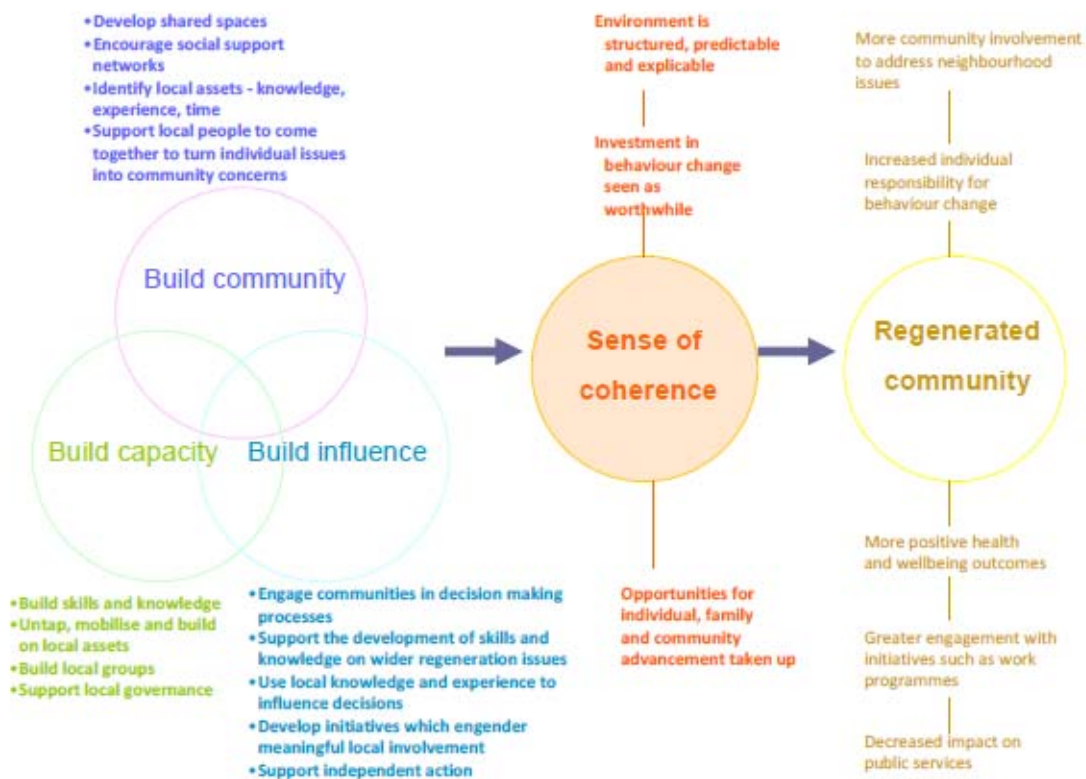 •Develop shared spaces
•Encourage social support
networks
•Identify local assets - knowledge,
experience, time
•Support local people to come
together to turn individual issues
into community concerns
Build community
Build capacity
Build influence
•Build skills and knowledge
•Untap, mobilise and build
on local assets
•Build local groups
•Support local governance
•Engage communities in decision making
processes
•Support the development of skills and
knowledge on wider regeneration issues
•Use local knowledge and experience to
influence decisions
•Develop initiatives which engender
meaningful local involvement
•Support independent action
Environment is
structured, predictable
and explicable
Investment in
behaviour change
seen as
worthwhile
Sense of
coherence
Opportunities for
individual, family
and community
advancement taken up
More community involvement
to address neighbourhood
issues
Increased individual
responsibility for
behaviour change
Regenerated
community
More positive health
and wellbeing outcomes
Greater engagement with
initiatives such as work
programmes
Decreased impact on
public services